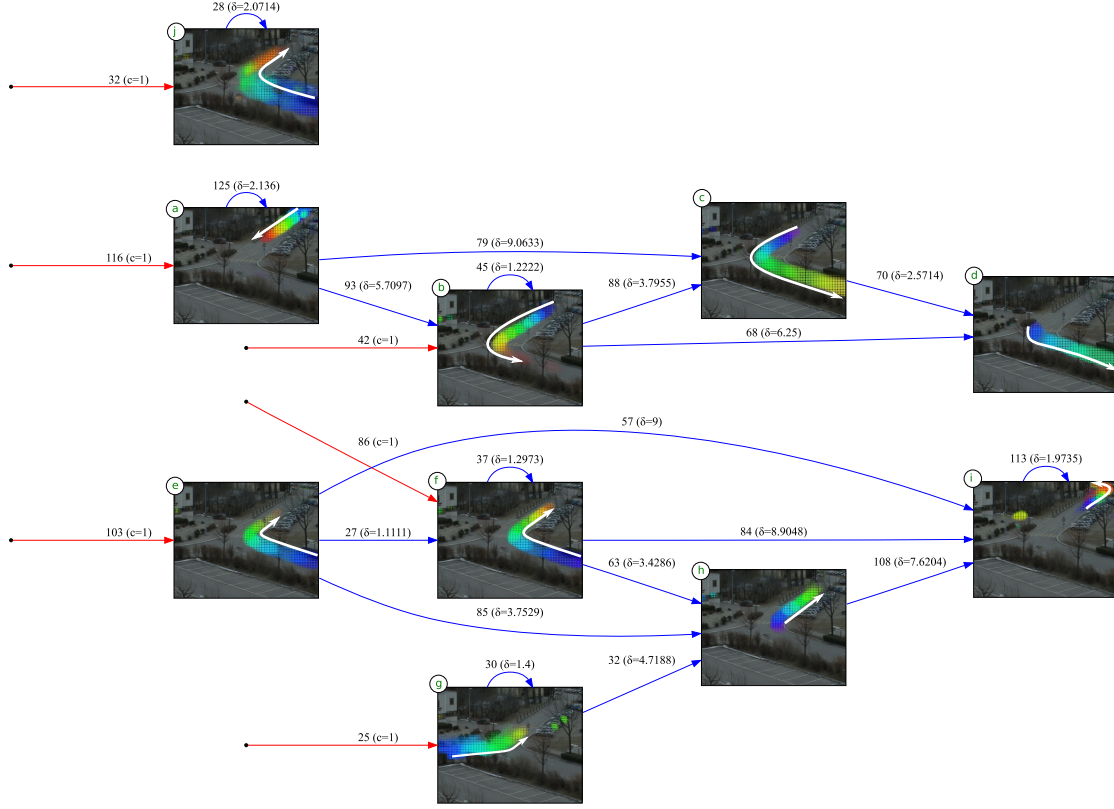 28 (δ=2.0714)
j
32 (c=1)
125 (δ=2.136)
a
116 (c=1)
c
79 (δ=9.0633)
45 (δ=1.2222)
93 (δ=5.7097)
b
88 (δ=3.7955)
70 (δ=2.5714)
d
42 (c=1)
68 (δ=6.25)
86 (c=1)
57 (δ=9)
37 (δ=1.2973)
113 (δ=1.9735)
e
f
i
103 (c=1)
27 (δ=1.1111)
84 (δ=8.9048)
63 (δ=3.4286)
h
108 (δ=7.6204)
85 (δ=3.7529)
30 (δ=1.4)
32 (δ=4.7188)
g
25 (c=1)